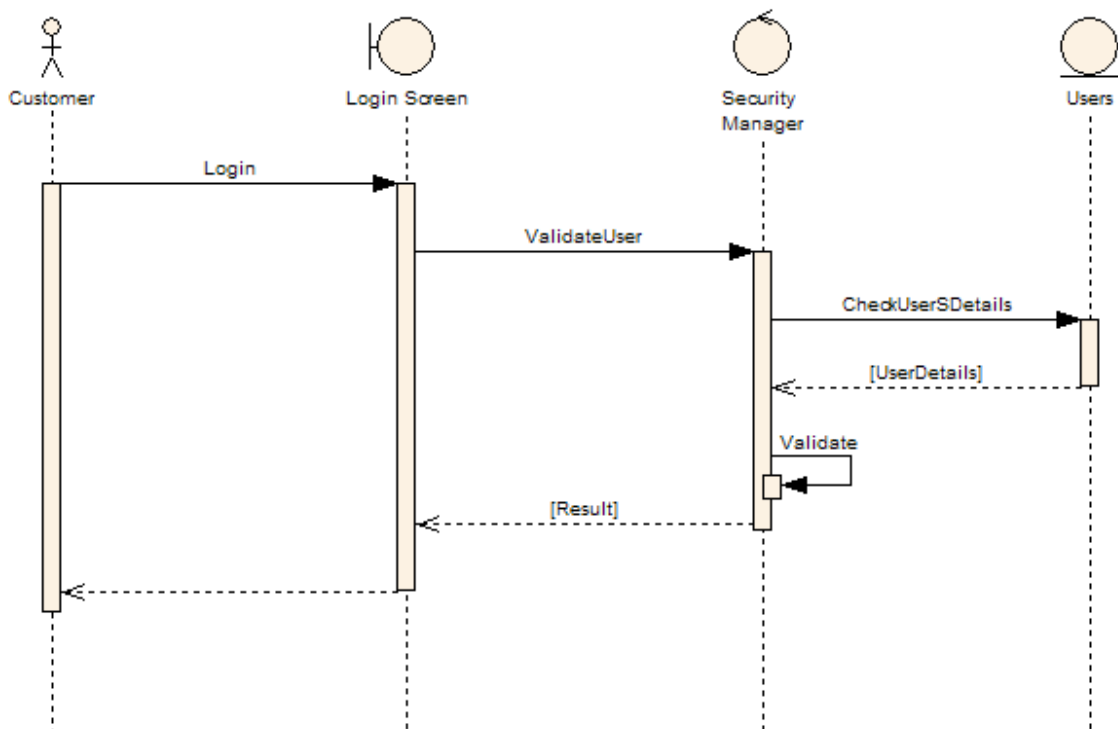 Customer
Login Screen
Security
Manager
Users
Login
ValidateUser
CheckUserSDetails
[UserDetails]
Validate
[Result]